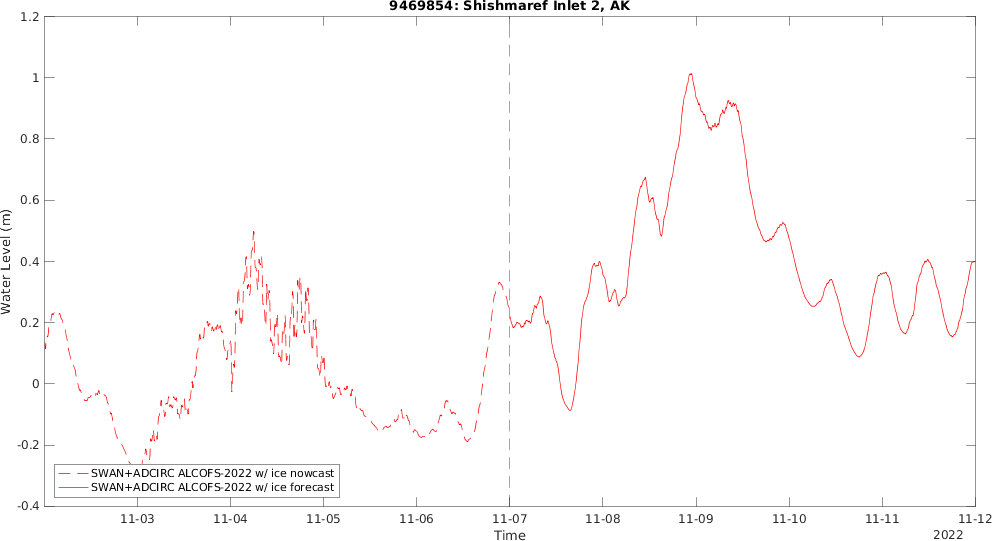 9469854: Shishmaref Inlet 2, AK
1.2
1
0.8
0.6
0.4
0.2
0
-0.2
-0.4
Water Level (m)
SWAN+ADCIRC ALCOFS-2022 w/ ice nowcast
SWAN+ADCIRC ALCOFS-2022 w/ ice forecast
11-03 11-04 11-05 11-06 11-07 11-08 11-09 11-10 11-11 11-12
Time
2022